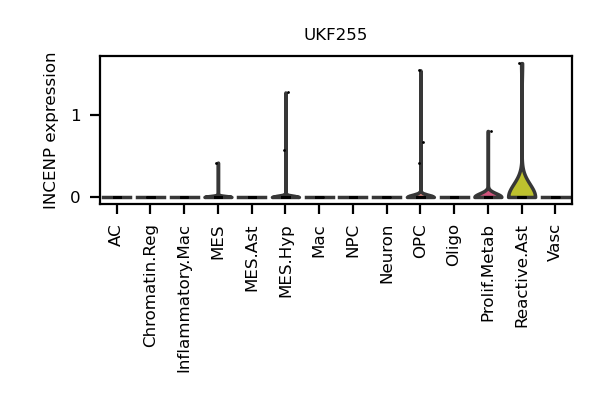 UKF255
INCENP expression
1
0
AC
Chromatin.Reg
Inflammatory.Mac
MES
MES.Ast
MES.Hyp
Mac
NPC
Neuron
OPC
Oligo
Prolif.Metab
Reactive.Ast
Vasc